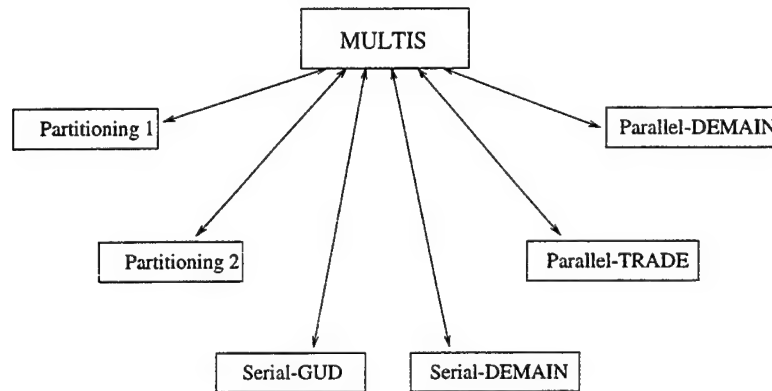 MULTIS
Partitioning 1
Parallel-DEMAIN
Partitioning 2
Parallel-TRADE
Serial-GUD
Serial-DEMAIN